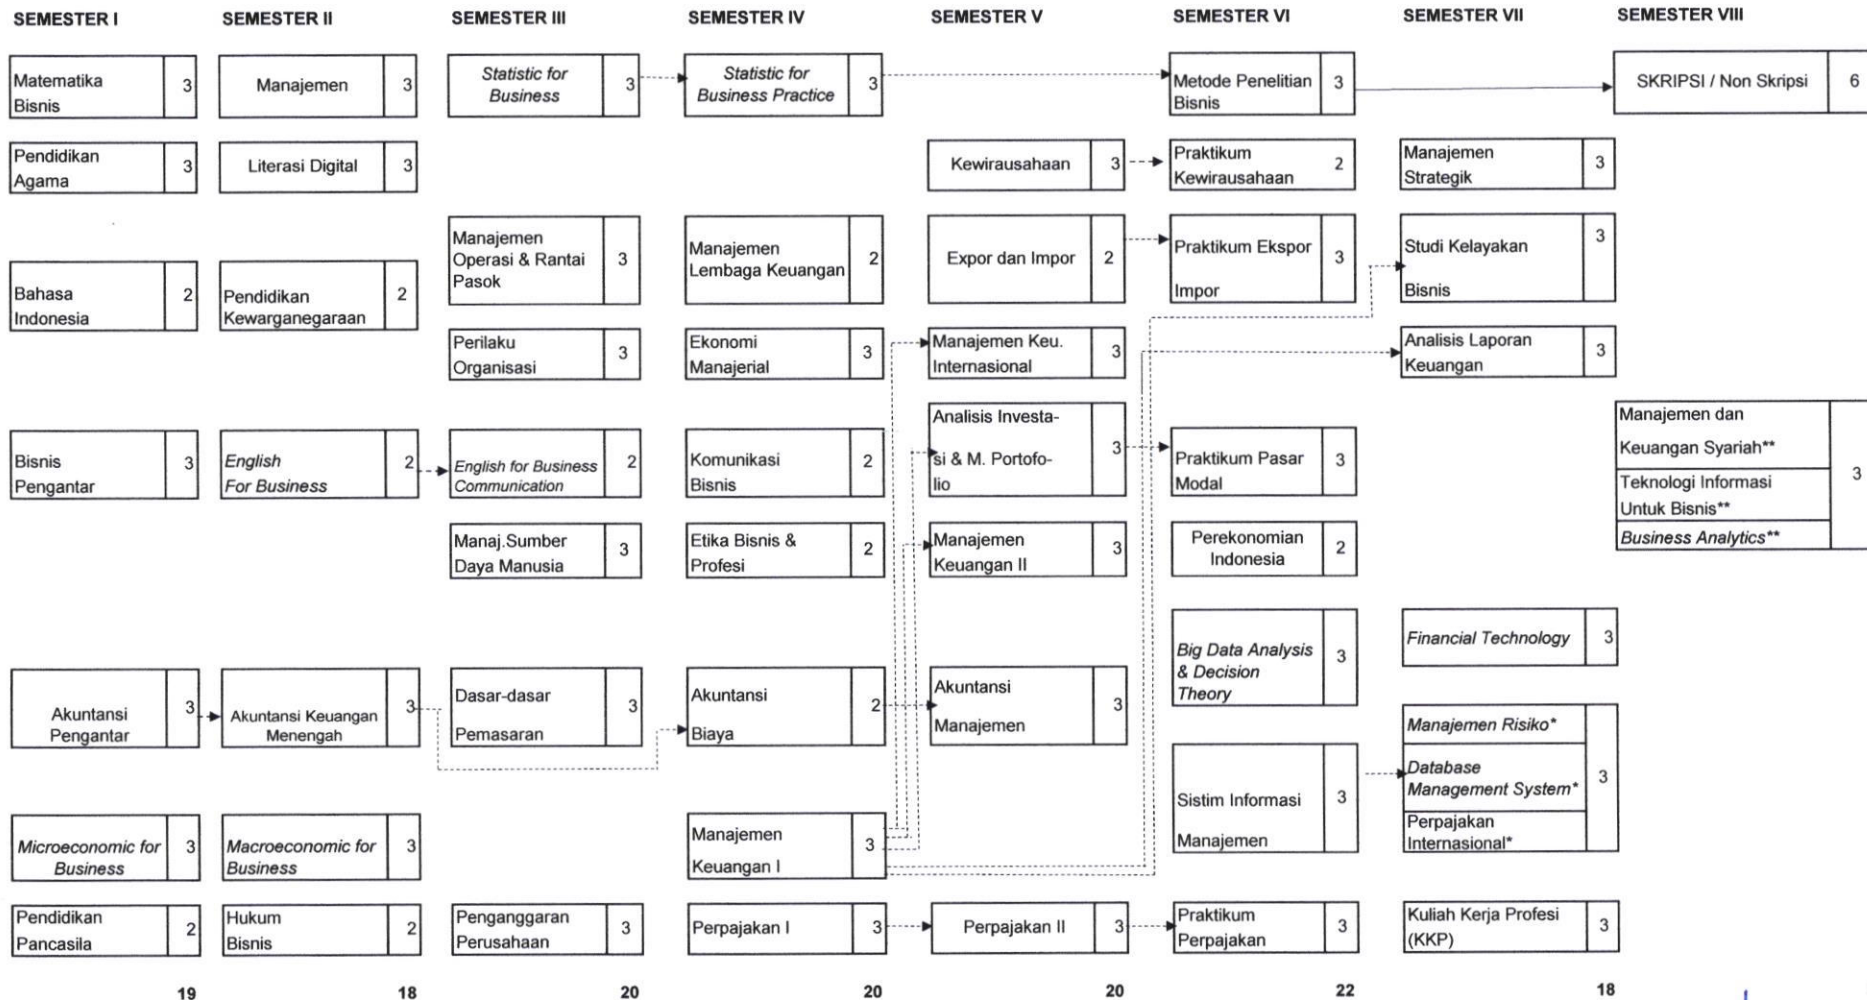 SEMESTER I
SEMESTER II
SEMESTER III
SEMESTER IV
SEMESTER V
SEMESTER VI
SEMESTER VII
SEMESTER VIII
Matematika
Bisnis
3
Manajemen
3
Statistic for
Business
3
Statistic for
Business Practice
3
Metode Penelitian
Bisnis
3
SKRIPSI / Non Skripsi
6
Pendidikan
Agama
3
Literasi Digital
3
Kewirausahaan
3
Praktikum
Kewirausahaan
2
Manajemen
Strategik
3
Bahasa
Indonesia
2
Pendidikan
Kewarganegaraan
2
Manajemen
Operasi & Rantai
Pasok
3
Manajemen
Lembaga Keuangan
2
Expor dan Impor
2
Praktikum Ekspor
Impor
3
Studi Kelayakan
Bisnis
3
Perilaku
Organisasi
3
Ekonomi
Manajerial
3
Manajemen Keu.
Internasional
3
Analisis Laporan
Keuangan
3
Bisnis
Pengantar
3
English
For Business
2
English for Business
Communication
2
Komunikasi
Bisnis
2
Analisis Investa-
si & M. Portofo-
lio
3
Praktikum Pasar
Modal
3
Manajemen dan
Keuangan Syariah**
Teknologi Informasi
Untuk Bisnis**
Business Analytics**
3
Manaj.Sumber
Daya Manusia
3
Etika Bisnis &
Profesi
2
Manajemen
Keuangan II
3
Perekonomian
Indonesia
2
Big Data Analysis
& Decision
Theory
3
Financial Technology
3
Akuntansi
Pengantar
3
Akuntansi Keuangan
Menengah
3
Dasar-dasar
Pemasaran
3
Akuntansi
Biaya
2
Akuntansi
Manajemen
3
Sistim Informasi
Manajemen
3
Manajemen Risiko*
Database
Management System*
Perpajakan
Internasional*
3
Microeconomic for
Business
3
Macroeconomic for
Business
3
Manajemen
Keuangan I
3
Pendidikan
Pancasila
2
Hukum
Bisnis
2
Penganggaran
Perusahaan
3
Perpajakan I
3
Perpajakan II
3
Praktikum
Perpajakan
3
Kuliah Kerja Profesi
(KKP)
3
19
18
20
20
20
22
18